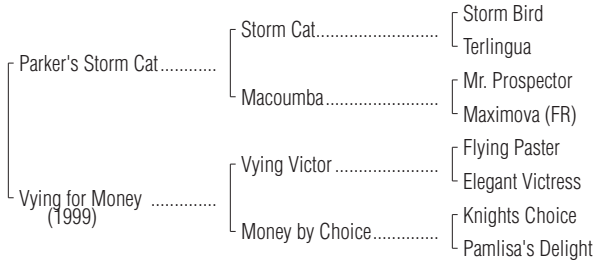 Storm Bird
Storm Cat
Terlingua
Parker's Storm Cat
Mr. Prospector
Macoumba
Maximova (FR)
Flying Paster
Vying Victor
Elegant Victress
Vying for Money
(1999)
Knights Choice
Money by Choice
Pamlisa's Delight